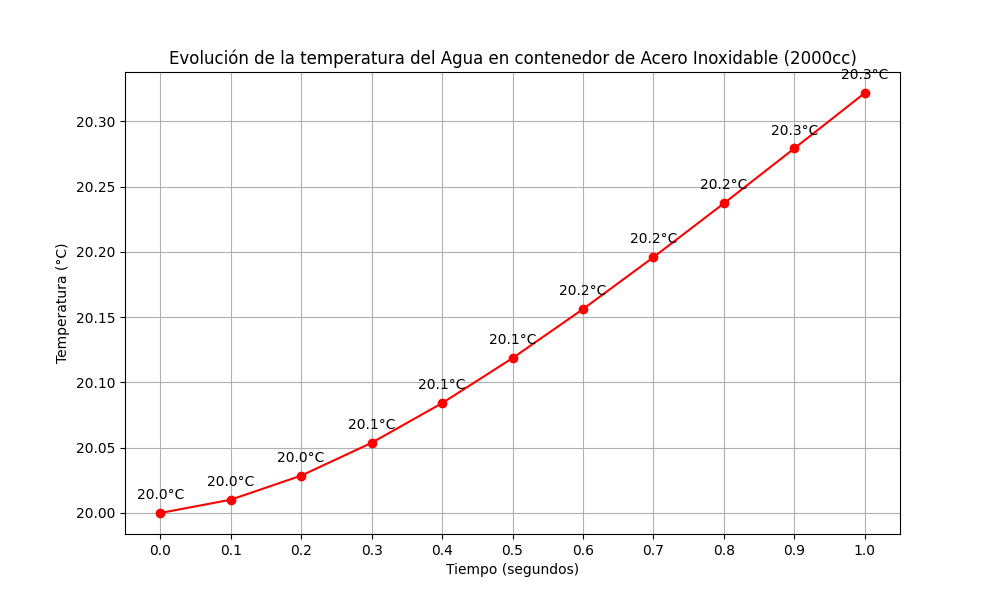 Evolución de la temperatura del Agua en contenedor de Acero Inoxidable (2000cc)
20.3°C
20.3°C
20.2°C
20.2°C
20.2°C
20.1°C
20.1°C
20.1°C
20.0°C
20.0°C
20.0°C
20.30
20.25
20.20
20.15
20.10
20.05
20.00
Temperatura (°C)
0.0 0.1 0.2 0.3 0.4 0.5 0.6 0.7 0.8 0.9 1.0
Tiempo (segundos)